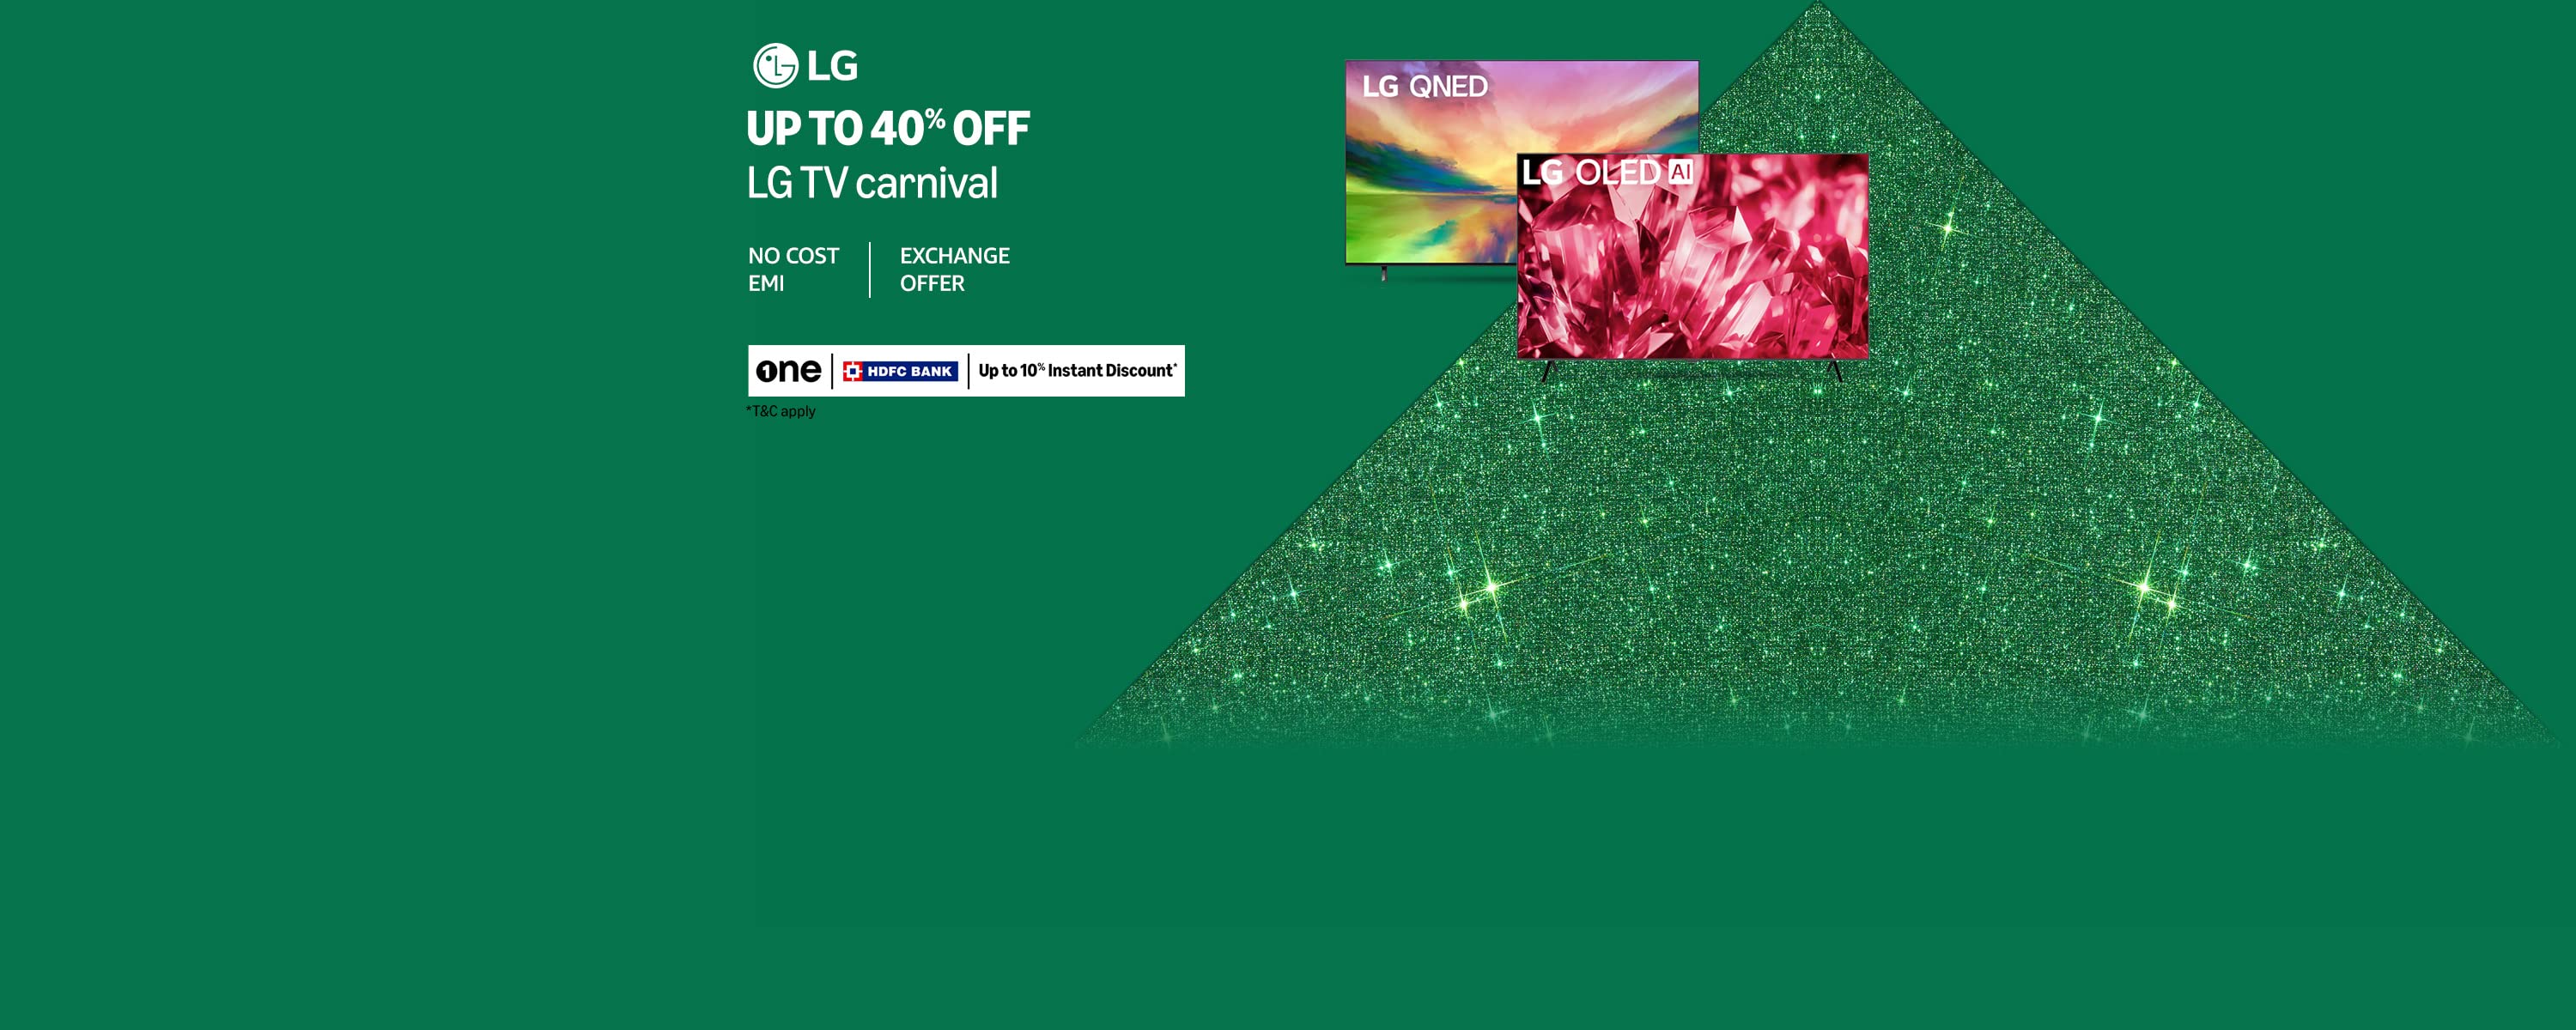 LG
UP TO 40% OFF
LG TV carnival
NO COST
EMI
EXCHANGE
OFFER
one
HDFC BANK
Up to 10% Instant Discount*
*T&C apply
LG QNED
LG OLED AI